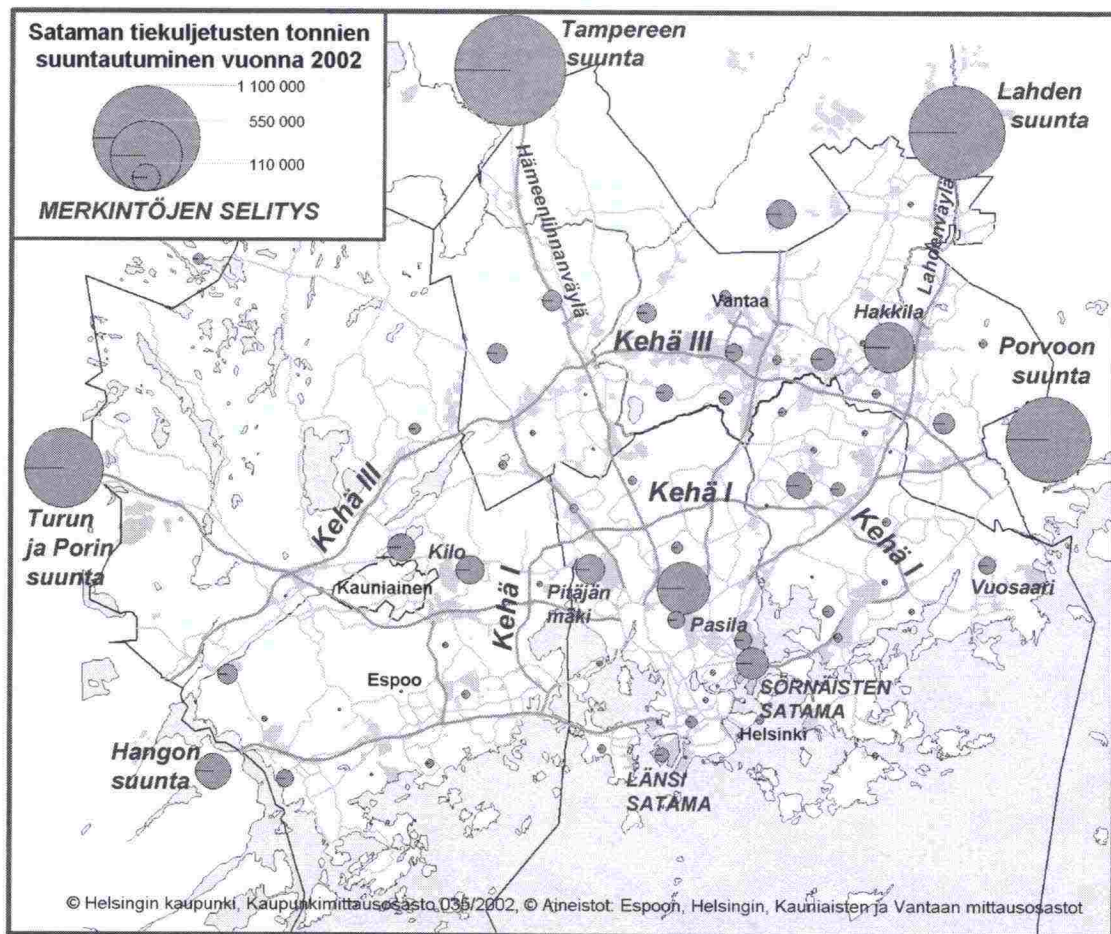 Sataman tiekuljetusten tonnien
suuntautuminen vuonna 2002
1 100 000
550 000
110 000
MERKINTÖJEN SELITYS
Tampereen
suunta
Lahden
suunta
Hämeenlinnanväylä
Lahdenväylä
Vantaa
Hakkila
Kehä III
Porvoon
suunta
Turun
ja Porin
suunta
Kehä III
Kehä I
Kehä I
Kilo
Kauniainen
Kehä I
Pitäjän
mäki
Vuosaari
Pasila
Espoo
SÖRNÄISTEN
SATAMA
Helsinki
Hangon
suunta
LÄNSI
SATAMA
© Helsingin kaupunki, Kaupunkimittausosasto 035/2002, © Aineistot: Espoon, Helsingin, Kauniaisten ja Vantaan mittausosastot